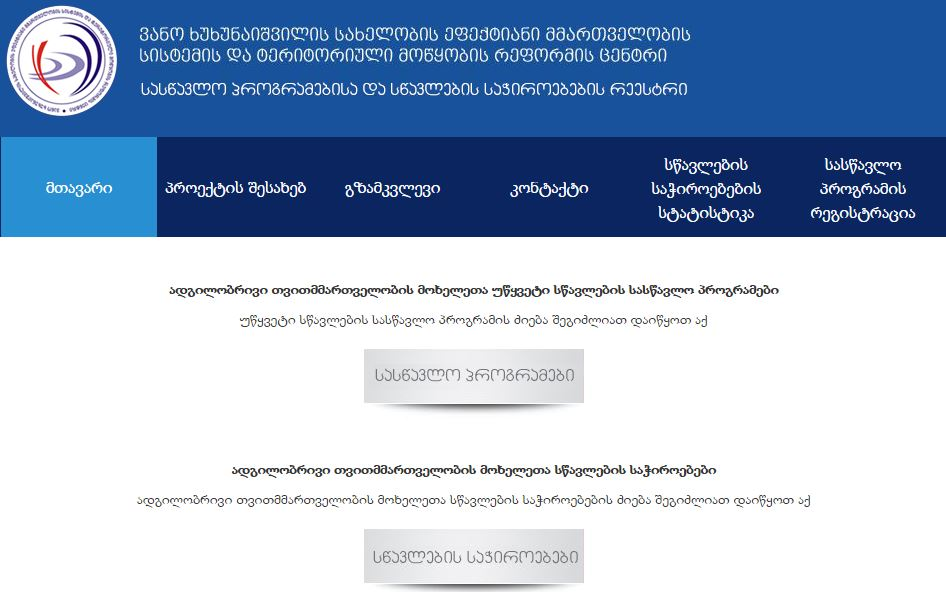 ვანო ხუხუნაიშვილის სახელობის ეფექტიანი მმართველობის
სისტემის და ტერიტორიული მოწყობის რეფორმის ცენტრი
სასწავლო პროგრამებისა და სწავლების საჭიროებების რეესტრი
მთავარი
პროექტის შესახებ
გზამკვლევი
კონტაქტი
სწავლების
საჭიროებების
სტატისტიკა
სასწავლო
პროგრამის
რეგისტრაცია
ადგილობრივი თვითმმართველობის მოხელეთა უწყვეტი სწავლების სასწავლო პროგრამები
უწყვეტი სწავლების სასწავლო პროგრამის ძიება შეგიძლიათ დაიწყოთ აქ
სასწავლო პროგრამები
ადგილობრივი თვითმმართველობის მოხელეთა სწავლების საჭიროებები
ადგილობრივი თვითმმართველობის მოხელეთა სწავლების საჭიროებების ძიება შეგიძლიათ დაიწყოთ აქ
სწავლების საჭიროებები